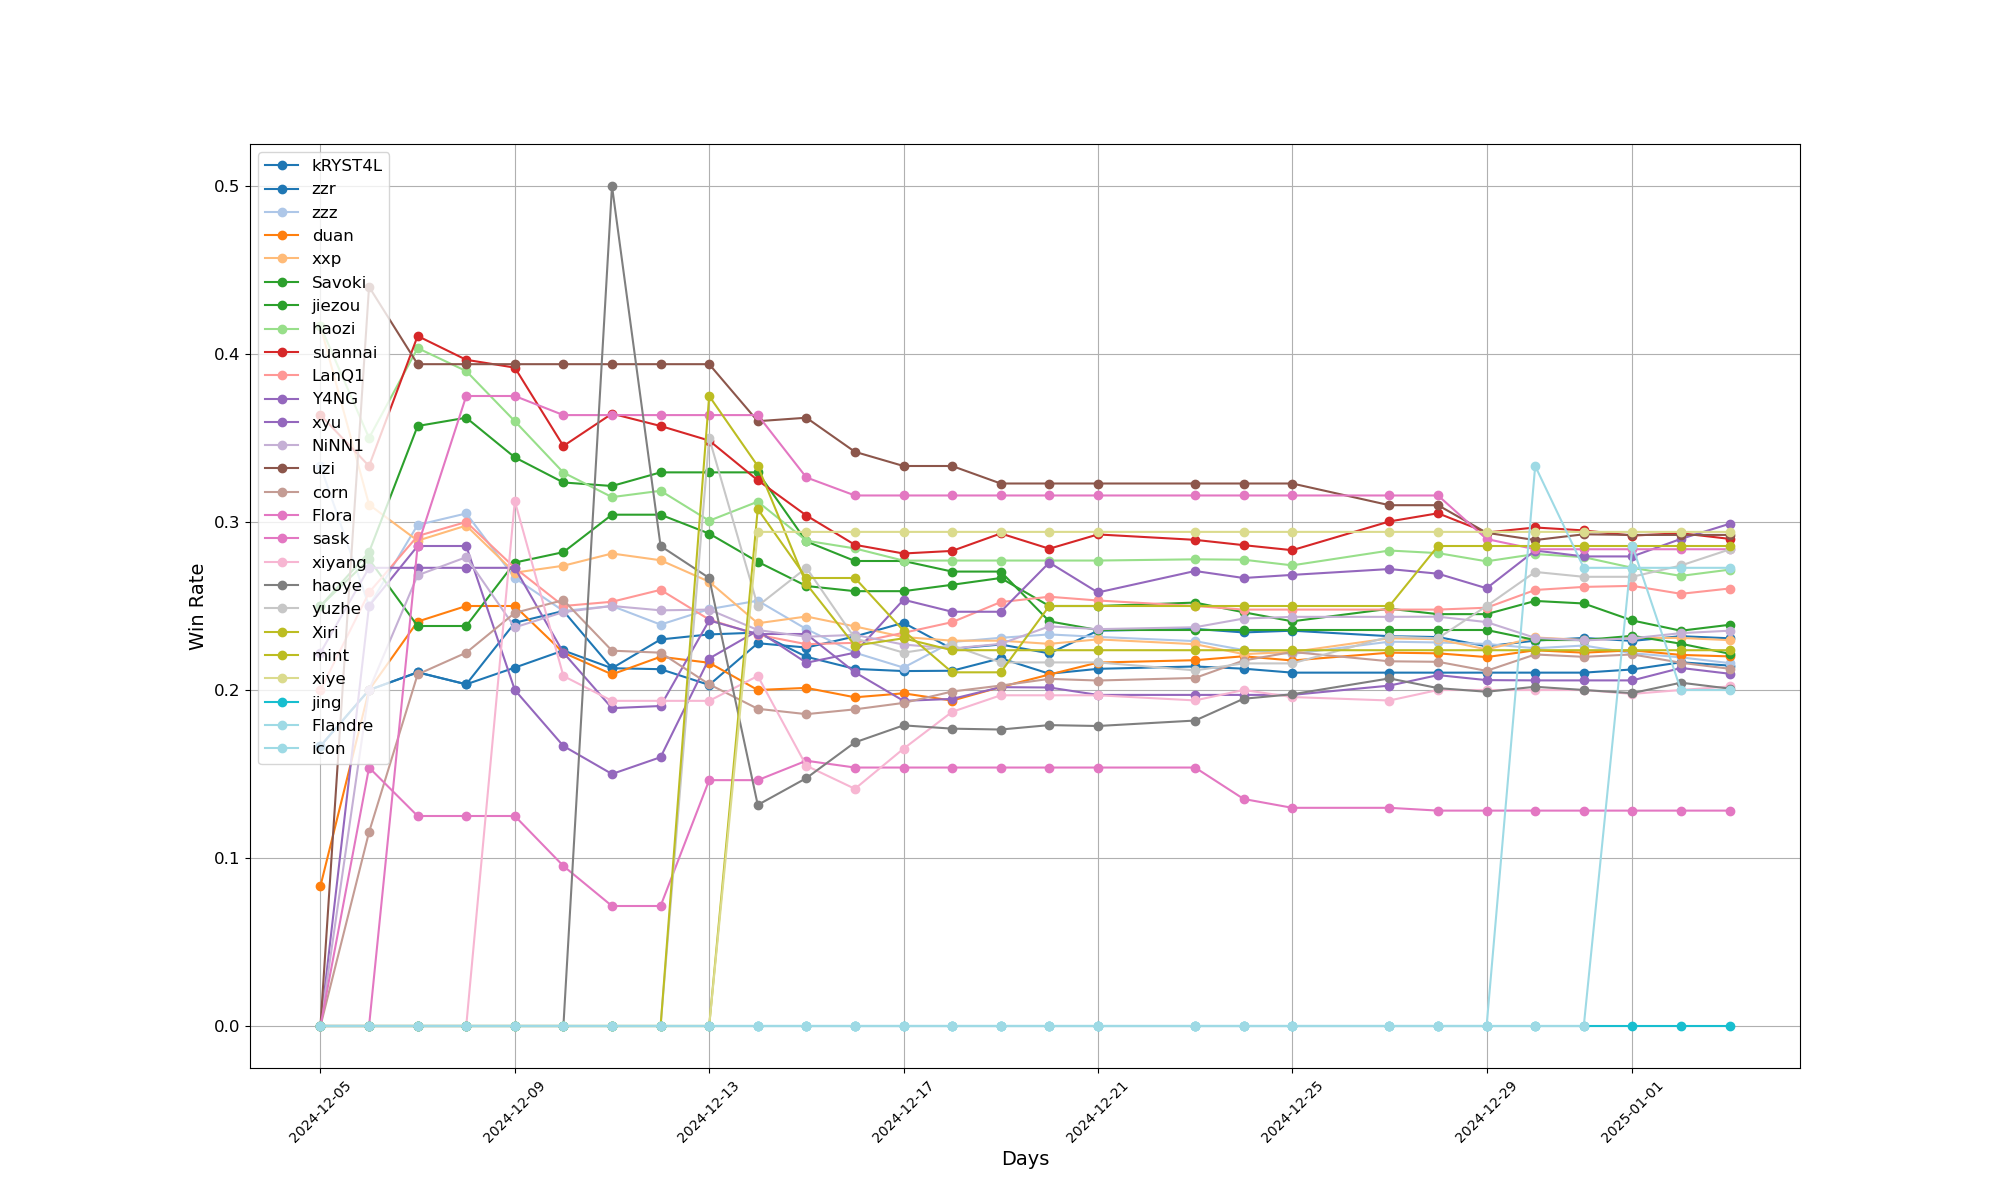 kRYST4L
zzr
zzz
duan
xxp
Savoki
jiezou
haozi
suannai
LanQ1
Y4NG
xyu
NiNN1
uzi
corn
Flora
sask
xiyang
haoye
yuzhe
Xiri
mint
xiye
jing
Flandre
icon
0.5
0.4
0.3
0.2
0.1
0.0
Win Rate
2024-12-05
2024-12-09
2024-12-13
2024-12-17
2024-12-21
2024-12-25
2024-12-29
2025-01-01
Days